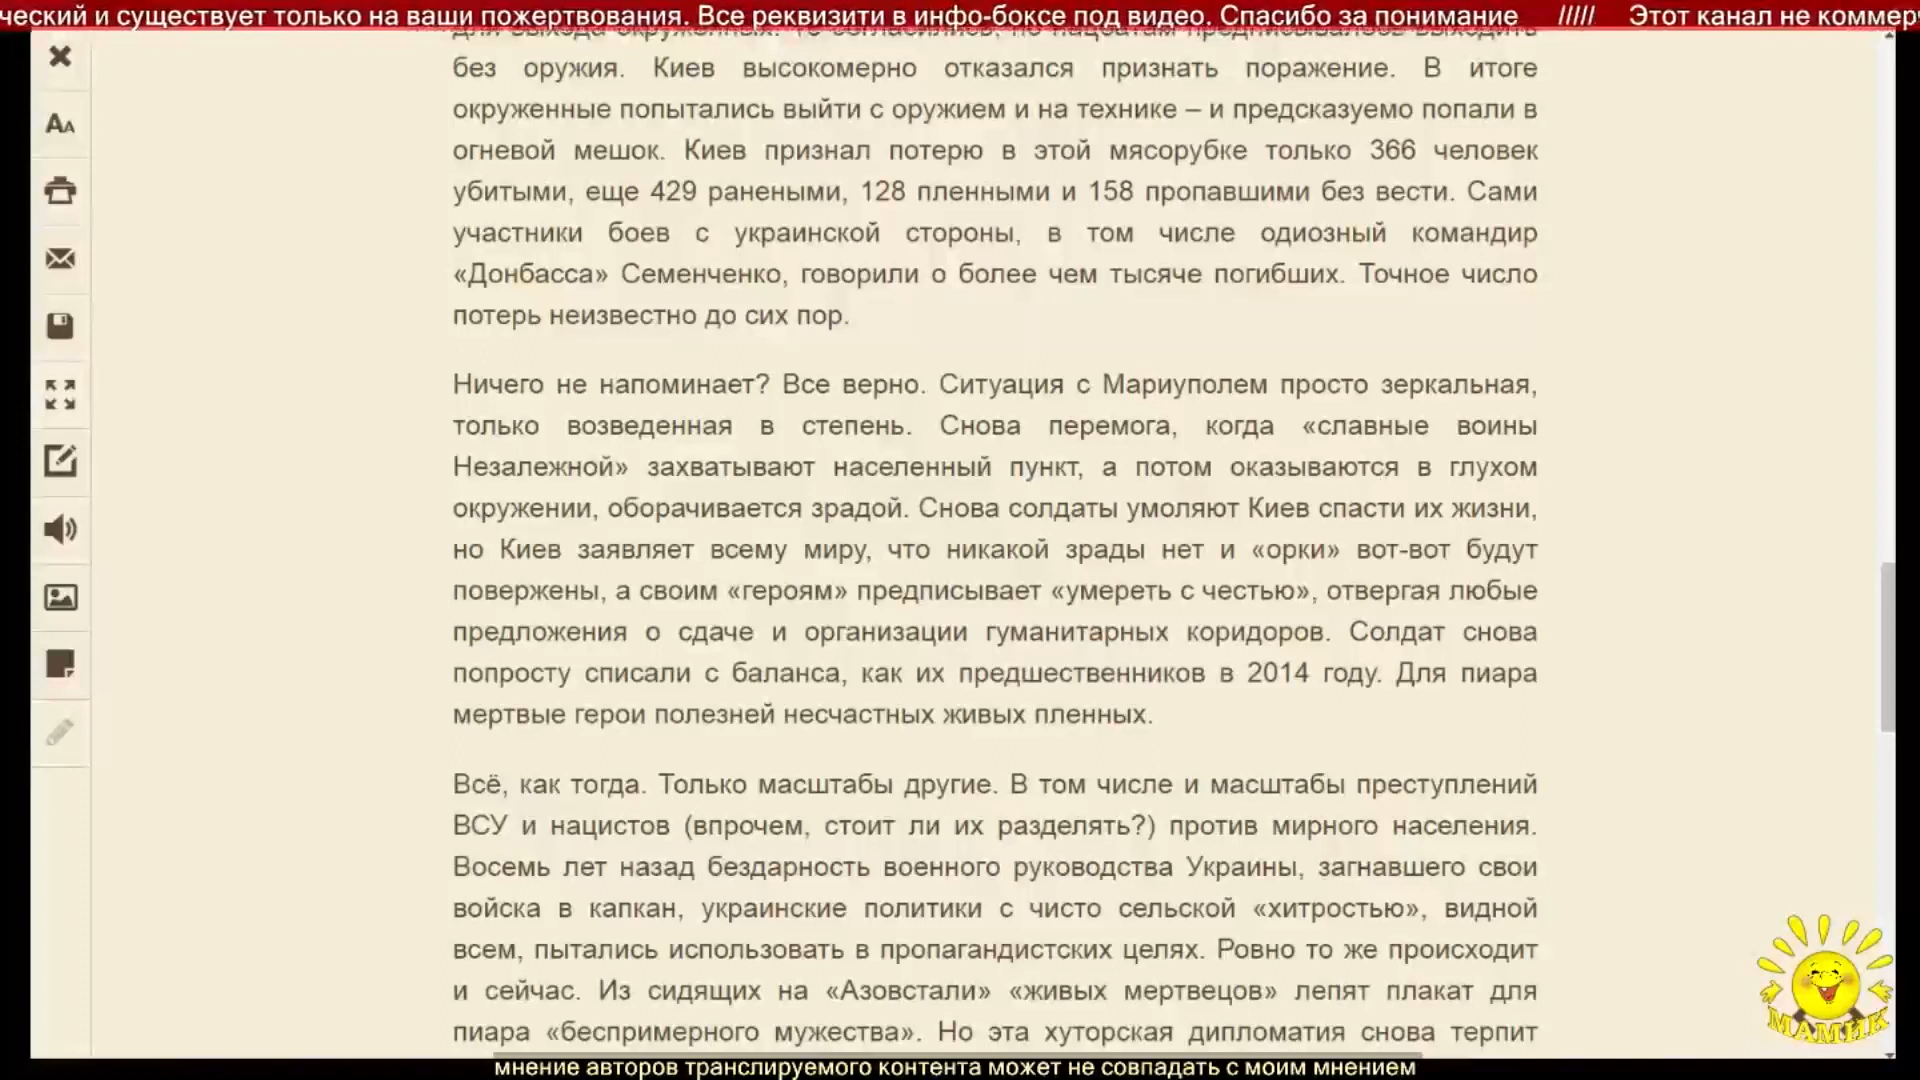 ческий и существует только на ваши пожертвования. Все реквизити в инфо-боксе под видео. Спасибо за понимание ///// Этот канал не коммерч
для выхода окруженных. Те согласились, но нацбатам предписывалось выходить
без оружия. Киев высокомерно отказался признать поражение. В итоге
окруженные попытались выйти с оружием и на технике – и предсказуемо попали в
огневой мешок. Киев признал потерю в этой мясорубке только 366 человек
убитыми, еще 429 ранеными, 128 пленными и 158 пропавшими без вести. Сами
участники боев с украинской стороны, в том числе одиозный командир
«Донбасса» Семенченко, говорили о более чем тысяче погибших. Точное число
потерь неизвестно до сих пор.
Ничего не напоминает? Все верно. Ситуация с Мариуполем просто зеркальная,
только возведенная в степень. Снова перемога, когда «славные воины
Незалежной» захватывают населенный пункт, а потом оказываются в глухом
окружении, оборачивается зрадой. Снова солдаты умоляют Киев спасти их жизни,
но Киев заявляет всему миру, что никакой зрады нет и «орки» вот-вот будут
повержены, а своим «героям» предписывает «умереть с честью», отвергая любые
предложения о сдаче и организации гуманитарных коридоров. Солдат снова
попросту списали с баланса, как их предшественников в 2014 году. Для пиара
мертвые герои полезней несчастных живых пленных.
Всё, как тогда. Только масштабы другие. В том числе и масштабы преступлений
ВСУ и нацистов (впрочем, стоит ли их разделять?) против мирного населения.
Восемь лет назад бездарность военного руководства Украины, загнавшего свои
войска в капкан, украинские политики с чисто сельской «хитростью», видной
всем, пытались использовать в пропагандистских целях. Ровно то же происходит
и сейчас. Из сидящих на «Азовстали» «живых мертвецов» лепят плакат для
пиара «беспримерного мужества». Но эта хуторская дипломатия снова терпит
МАМИК
мнение авторов транслируемого контента может не совпадать с моим мнением